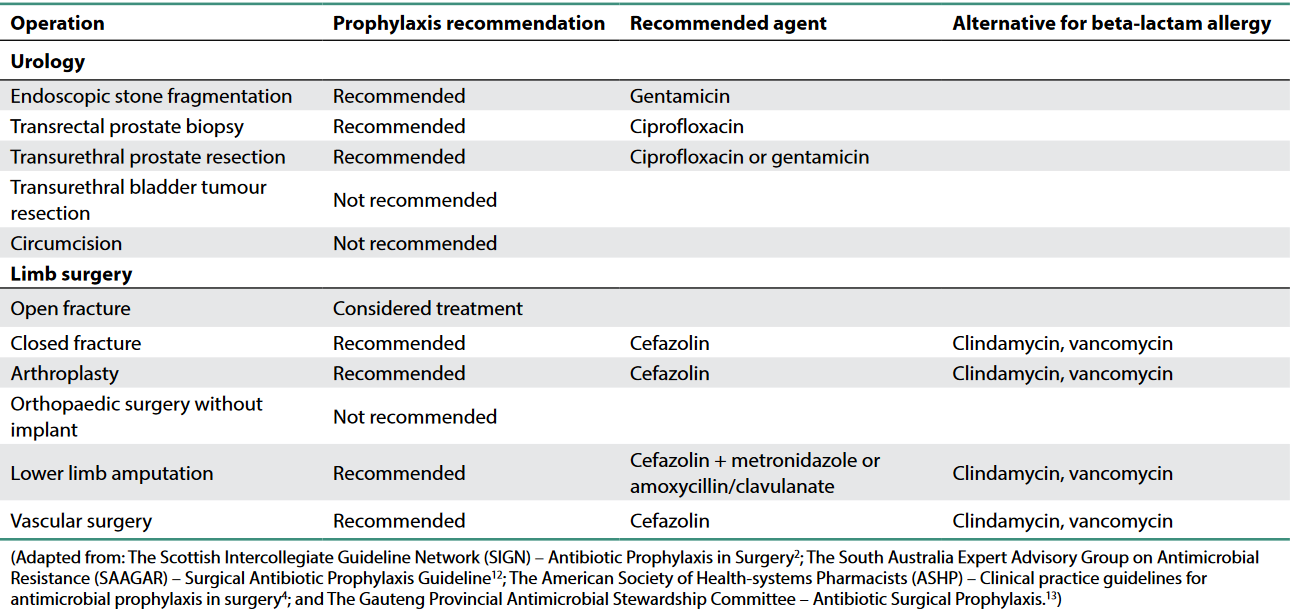 Operation Prophylaxis recommendation Recommended agent Alternative for beta-lactam allergy
Urology
Endoscopic stone fragmentation Recommended Gentamicin
Transrectal prostate biopsy Recommended Ciprofloxacin
Transurethral prostate resection Recommended Ciprofloxacin or gentamicin
Transurethral bladder tumour
resection Not recommended
Circumcision Not recommended
Limb surgery
Open fracture Considered treatment
Closed fracture Recommended Cefazolin Clindamycin, vancomycin
Arthroplasty Recommended Cefazolin Clindamycin, vancomycin
Orthopaedic surgery without
implant Not recommended
Lower limb amputation Recommended Cefazolin + metronidazole or
amoxycillin/clavulanate Clindamycin, vancomycin
Vascular surgery Recommended Cefazolin Clindamycin, vancomycin
(Adapted from: The Scottish Intercollegiate Guideline Network (SIGN) – Antibiotic Prophylaxis in Surgery²; The South Australia Expert Advisory Group on Antimicrobial
Resistance (SAAGAR) – Surgical Antibiotic Prophylaxis Guideline¹²; The American Society of Health-systems Pharmacists (ASHP) – Clinical practice guidelines for
antimicrobial prophylaxis in surgery⁴; and The Gauteng Provincial Antimicrobial Stewardship Committee – Antibiotic Surgical Prophylaxis.¹³)